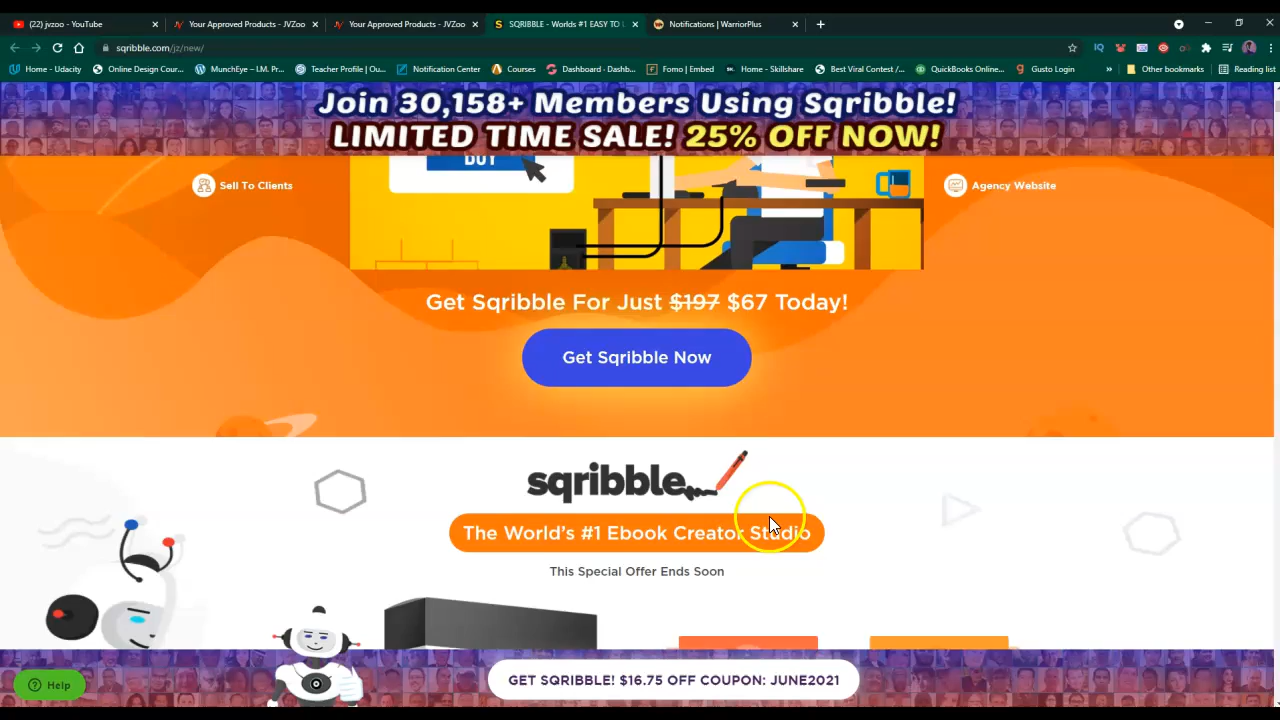 (22) jvzoo - YouTube
Your Approved Products - JVZoo
Your Approved Products - JVZoo
SQRIBBLE - Worlds #1 EASY TO U
Notifications | WarriorPlus
sqribble.com/jz/new/
IQ
Home - Udacity
Online Design Cour...
MunchEye – I.M. Pr...
Teacher Profile | Ou...
Notification Center
Courses
Dashboard - Dashb...
Fomo | Embed
Home - Skillshare
Best Viral Contest /...
QuickBooks Online...
Gusto Login
»
Other bookmarks
Reading list
Join 30,158+ Members Using Sqribble!
LIMITED TIME SALE! 25% OFF NOW!
BUY
Sell To Clients
Agency Website
Get Sqribble For Just $197 $67 Today!
Get Sqribble Now
sqribble
The World's #1 Ebook Creator Studio
This Special Offer Ends Soon
Help
GET SQRIBBLE! $16.75 OFF COUPON: JUNE2021